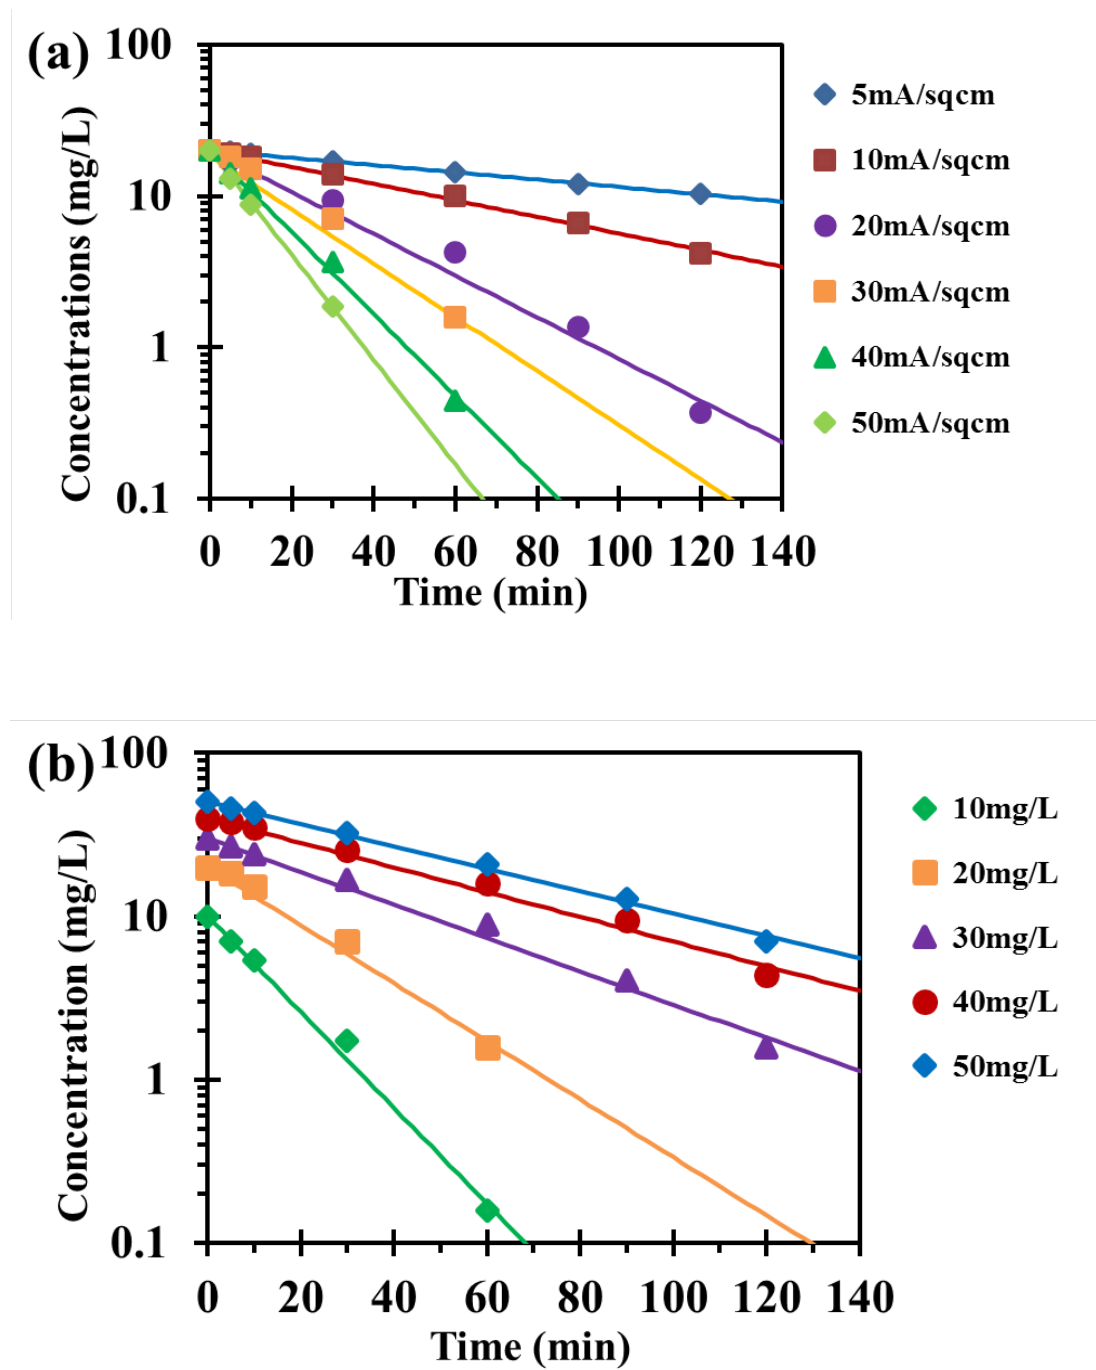 (a)
100
10
1
0.1
Concentrations (mg/L)
0 20 40 60 80 100 120 140
Time (min)
5mA/sqcm
10mA/sqcm
20mA/sqcm
30mA/sqcm
40mA/sqcm
50mA/sqcm
(b)
100
10
1
0.1
Concentration (mg/L)
0 20 40 60 80 100 120 140
Time (min)
10mg/L
20mg/L
30mg/L
40mg/L
50mg/L